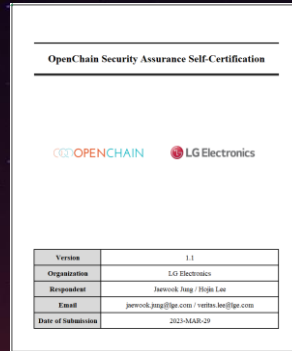 OpenChain Security Assurance Self-Certification
OPENCHAIN LG Electronics
Version 1.1
Organization LG Electronics
Respondent Jaewook Jung / Hojin Lee
Email jaewook.jung@lge.com / veritas.lee@lge.com
Date of Submission 2023-MAR-29